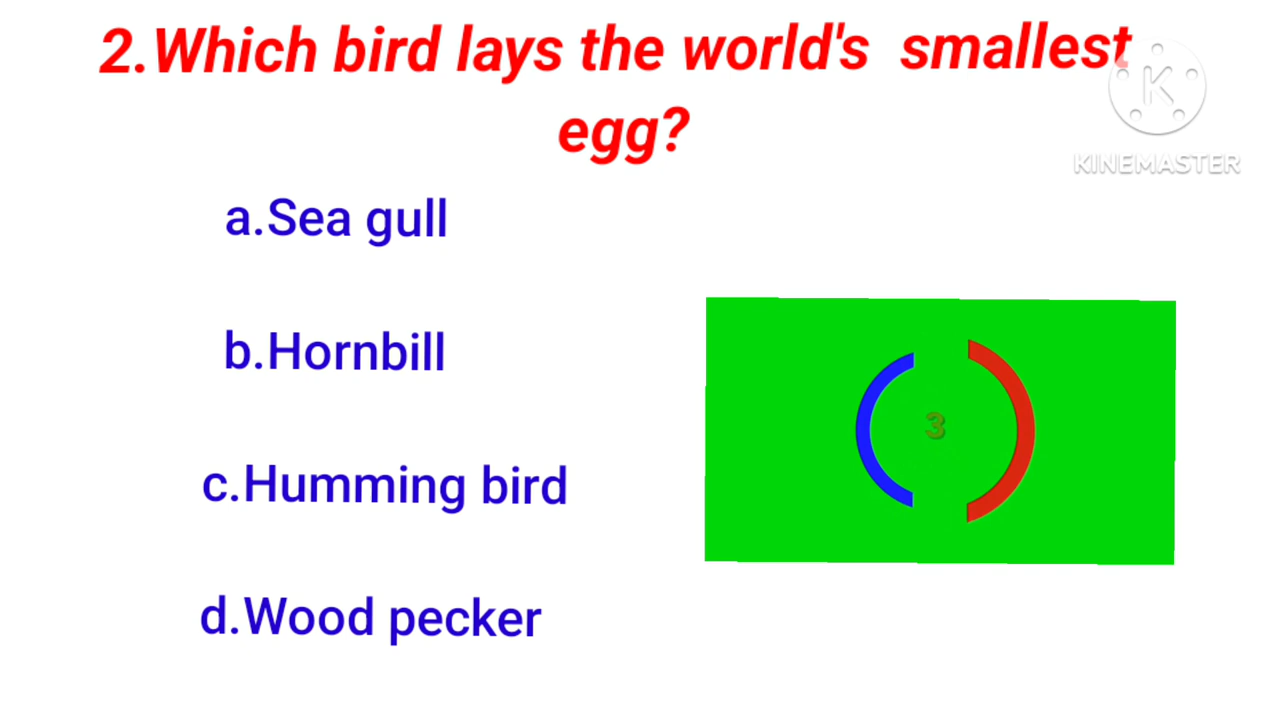 2.Which bird lays the world's smallest
egg?
K
KINEMASTER
a.Sea gull
b.Hornbill
3
c.Humming bird
d.Wood pecker